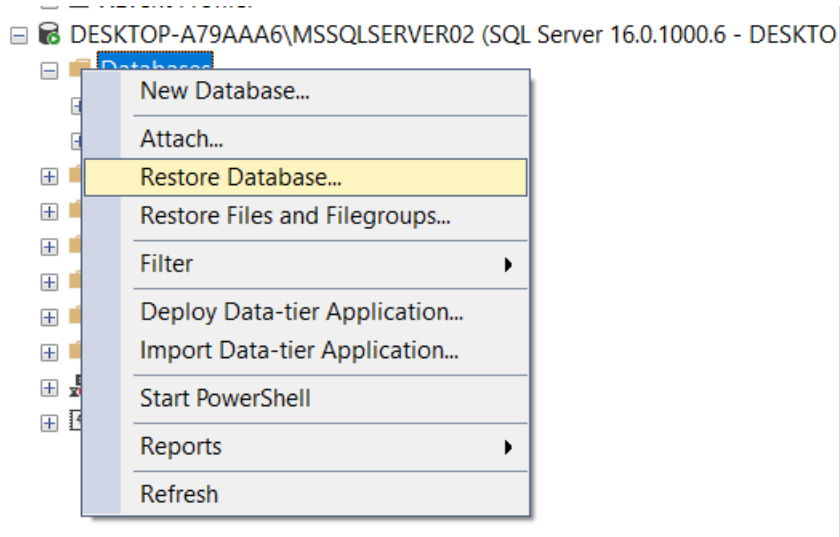 DESKTOP-A79AAA6\MSSQLSERVER02 (SQL Server 16.0.1000.6 - DESKTO
Databases
New Database...
Attach...
Restore Database...
Restore Files and Filegroups...
Filter
Deploy Data-tier Application...
Import Data-tier Application...
Start PowerShell
Reports
Refresh